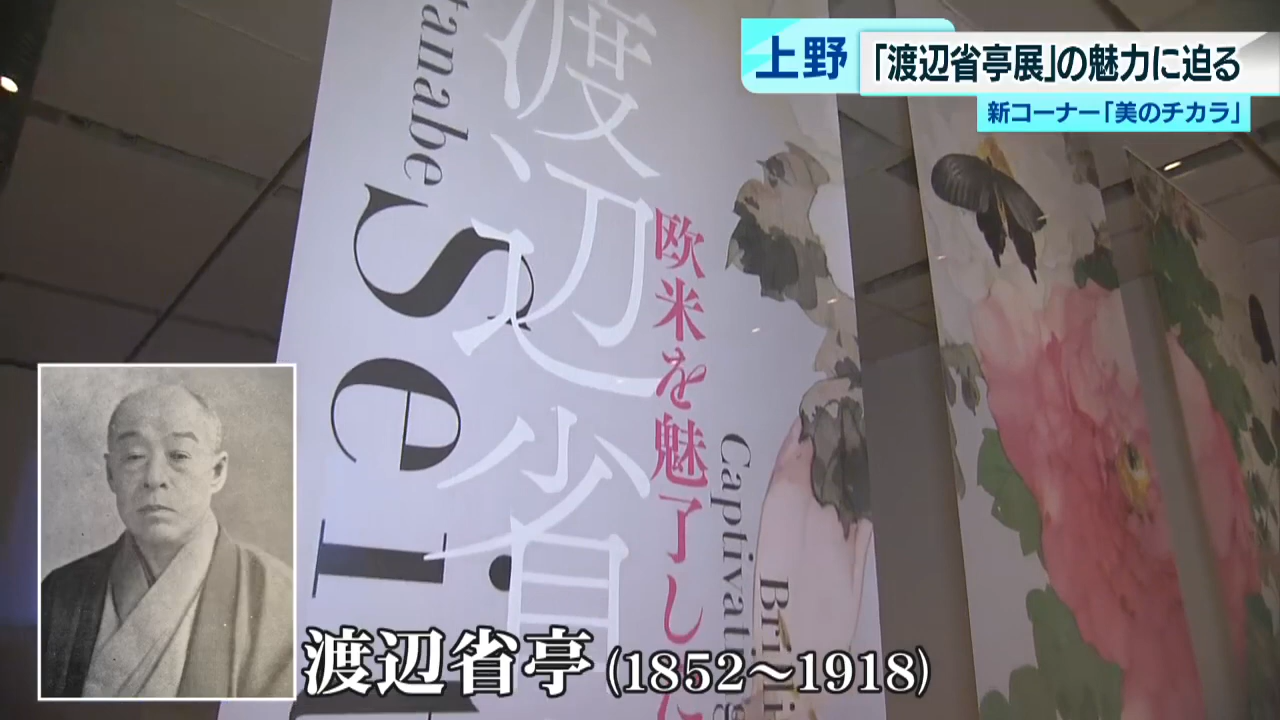 上野
「渡辺省亭展」の魅力に迫る
新コーナー「美のチカラ」
tanabe
Sei
渡辺省
欧米を魅了し
Captivating
渡辺省亭 (1852～1918)